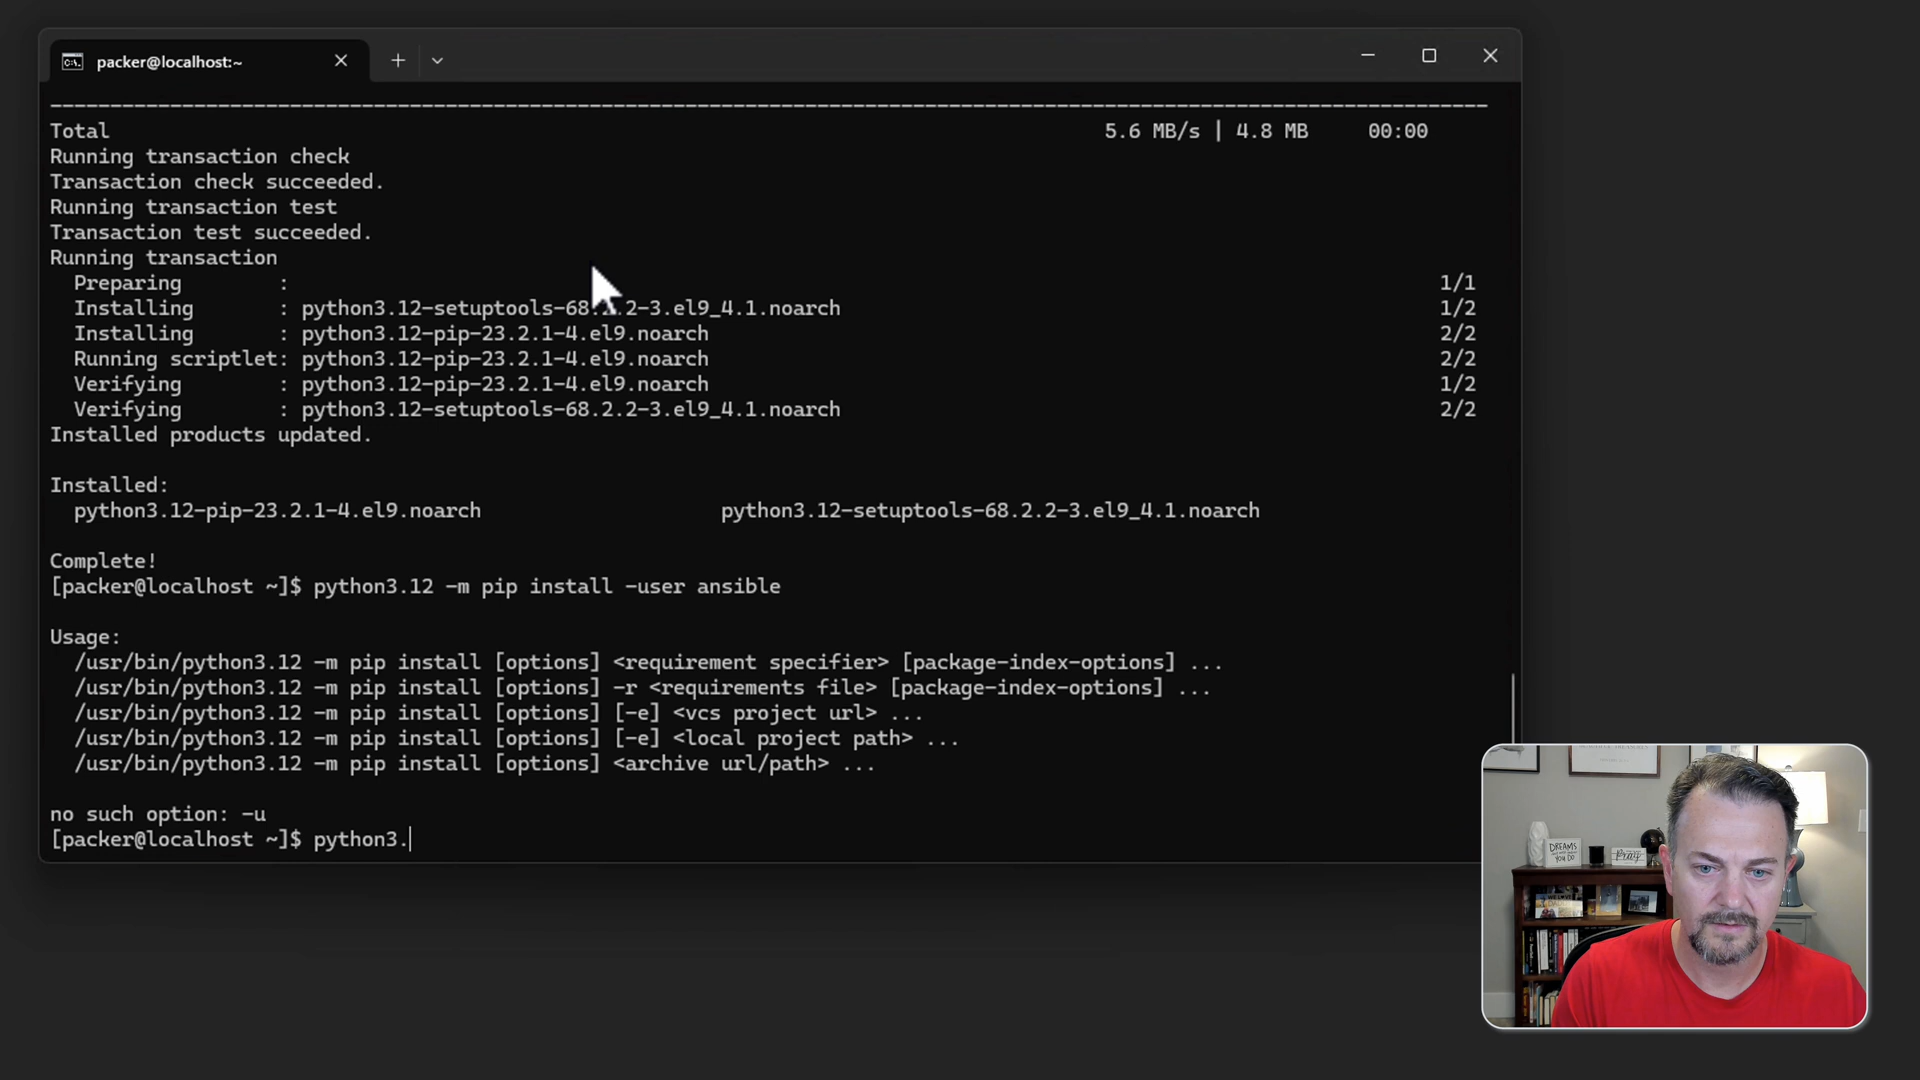 packer@localhost:~
Total 5.6 MB/s | 4.8 MB 00:00
Running transaction check
Transaction check succeeded.
Running transaction test
Transaction test succeeded.
Running transaction
Preparing : 1/1
Installing : python3.12-setuptools-68.2.2-3.el9_4.1.noarch 1/2
Installing : python3.12-pip-23.2.1-4.el9.noarch 2/2
Running scriptlet: python3.12-pip-23.2.1-4.el9.noarch 2/2
Verifying : python3.12-pip-23.2.1-4.el9.noarch 1/2
Verifying : python3.12-setuptools-68.2.2-3.el9_4.1.noarch 2/2
Installed products updated.
Installed:
python3.12-pip-23.2.1-4.el9.noarch python3.12-setuptools-68.2.2-3.el9_4.1.noarch
Complete!
[packer@localhost ~]$ python3.12 -m pip install -user ansible
Usage:
/usr/bin/python3.12 -m pip install [options] <requirement specifier> [package-index-options] ...
/usr/bin/python3.12 -m pip install [options] -r <requirements file> [package-index-options] ...
/usr/bin/python3.12 -m pip install [options] [-e] <vcs project url> ...
/usr/bin/python3.12 -m pip install [options] [-e] <local project path> ...
/usr/bin/python3.12 -m pip install [options] <archive url/path> ...
no such option: -u
[packer@localhost ~]$ python3.
DREAMS
YOU DO
Pray